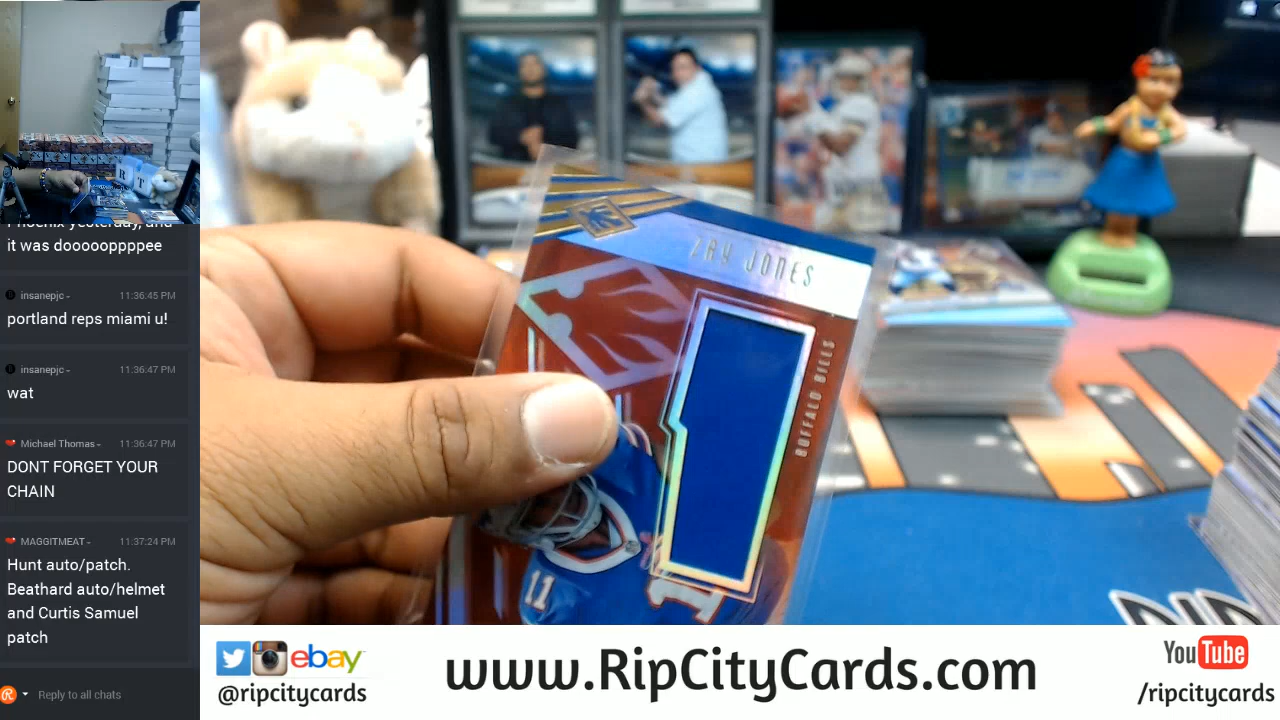 Phoenix yesterday, and
it was doooooppppee
insanepjc - 11:36:45 PM
portland reps miami u!
insanepjc - 11:36:47 PM
wat
Michael Thomas - 11:36:47 PM
DONT FORGET YOUR
CHAIN
MAGGITMEAT - 11:37:24 PM
Hunt auto/patch.
Beathard auto/helmet
and Curtis Samuel
patch
Reply to all chats
R T
ZAY JONES
BUFFALO BILLS
11
ebay
@ripcitycards
www.RipCityCards.com
YouTube
/ripcitycards